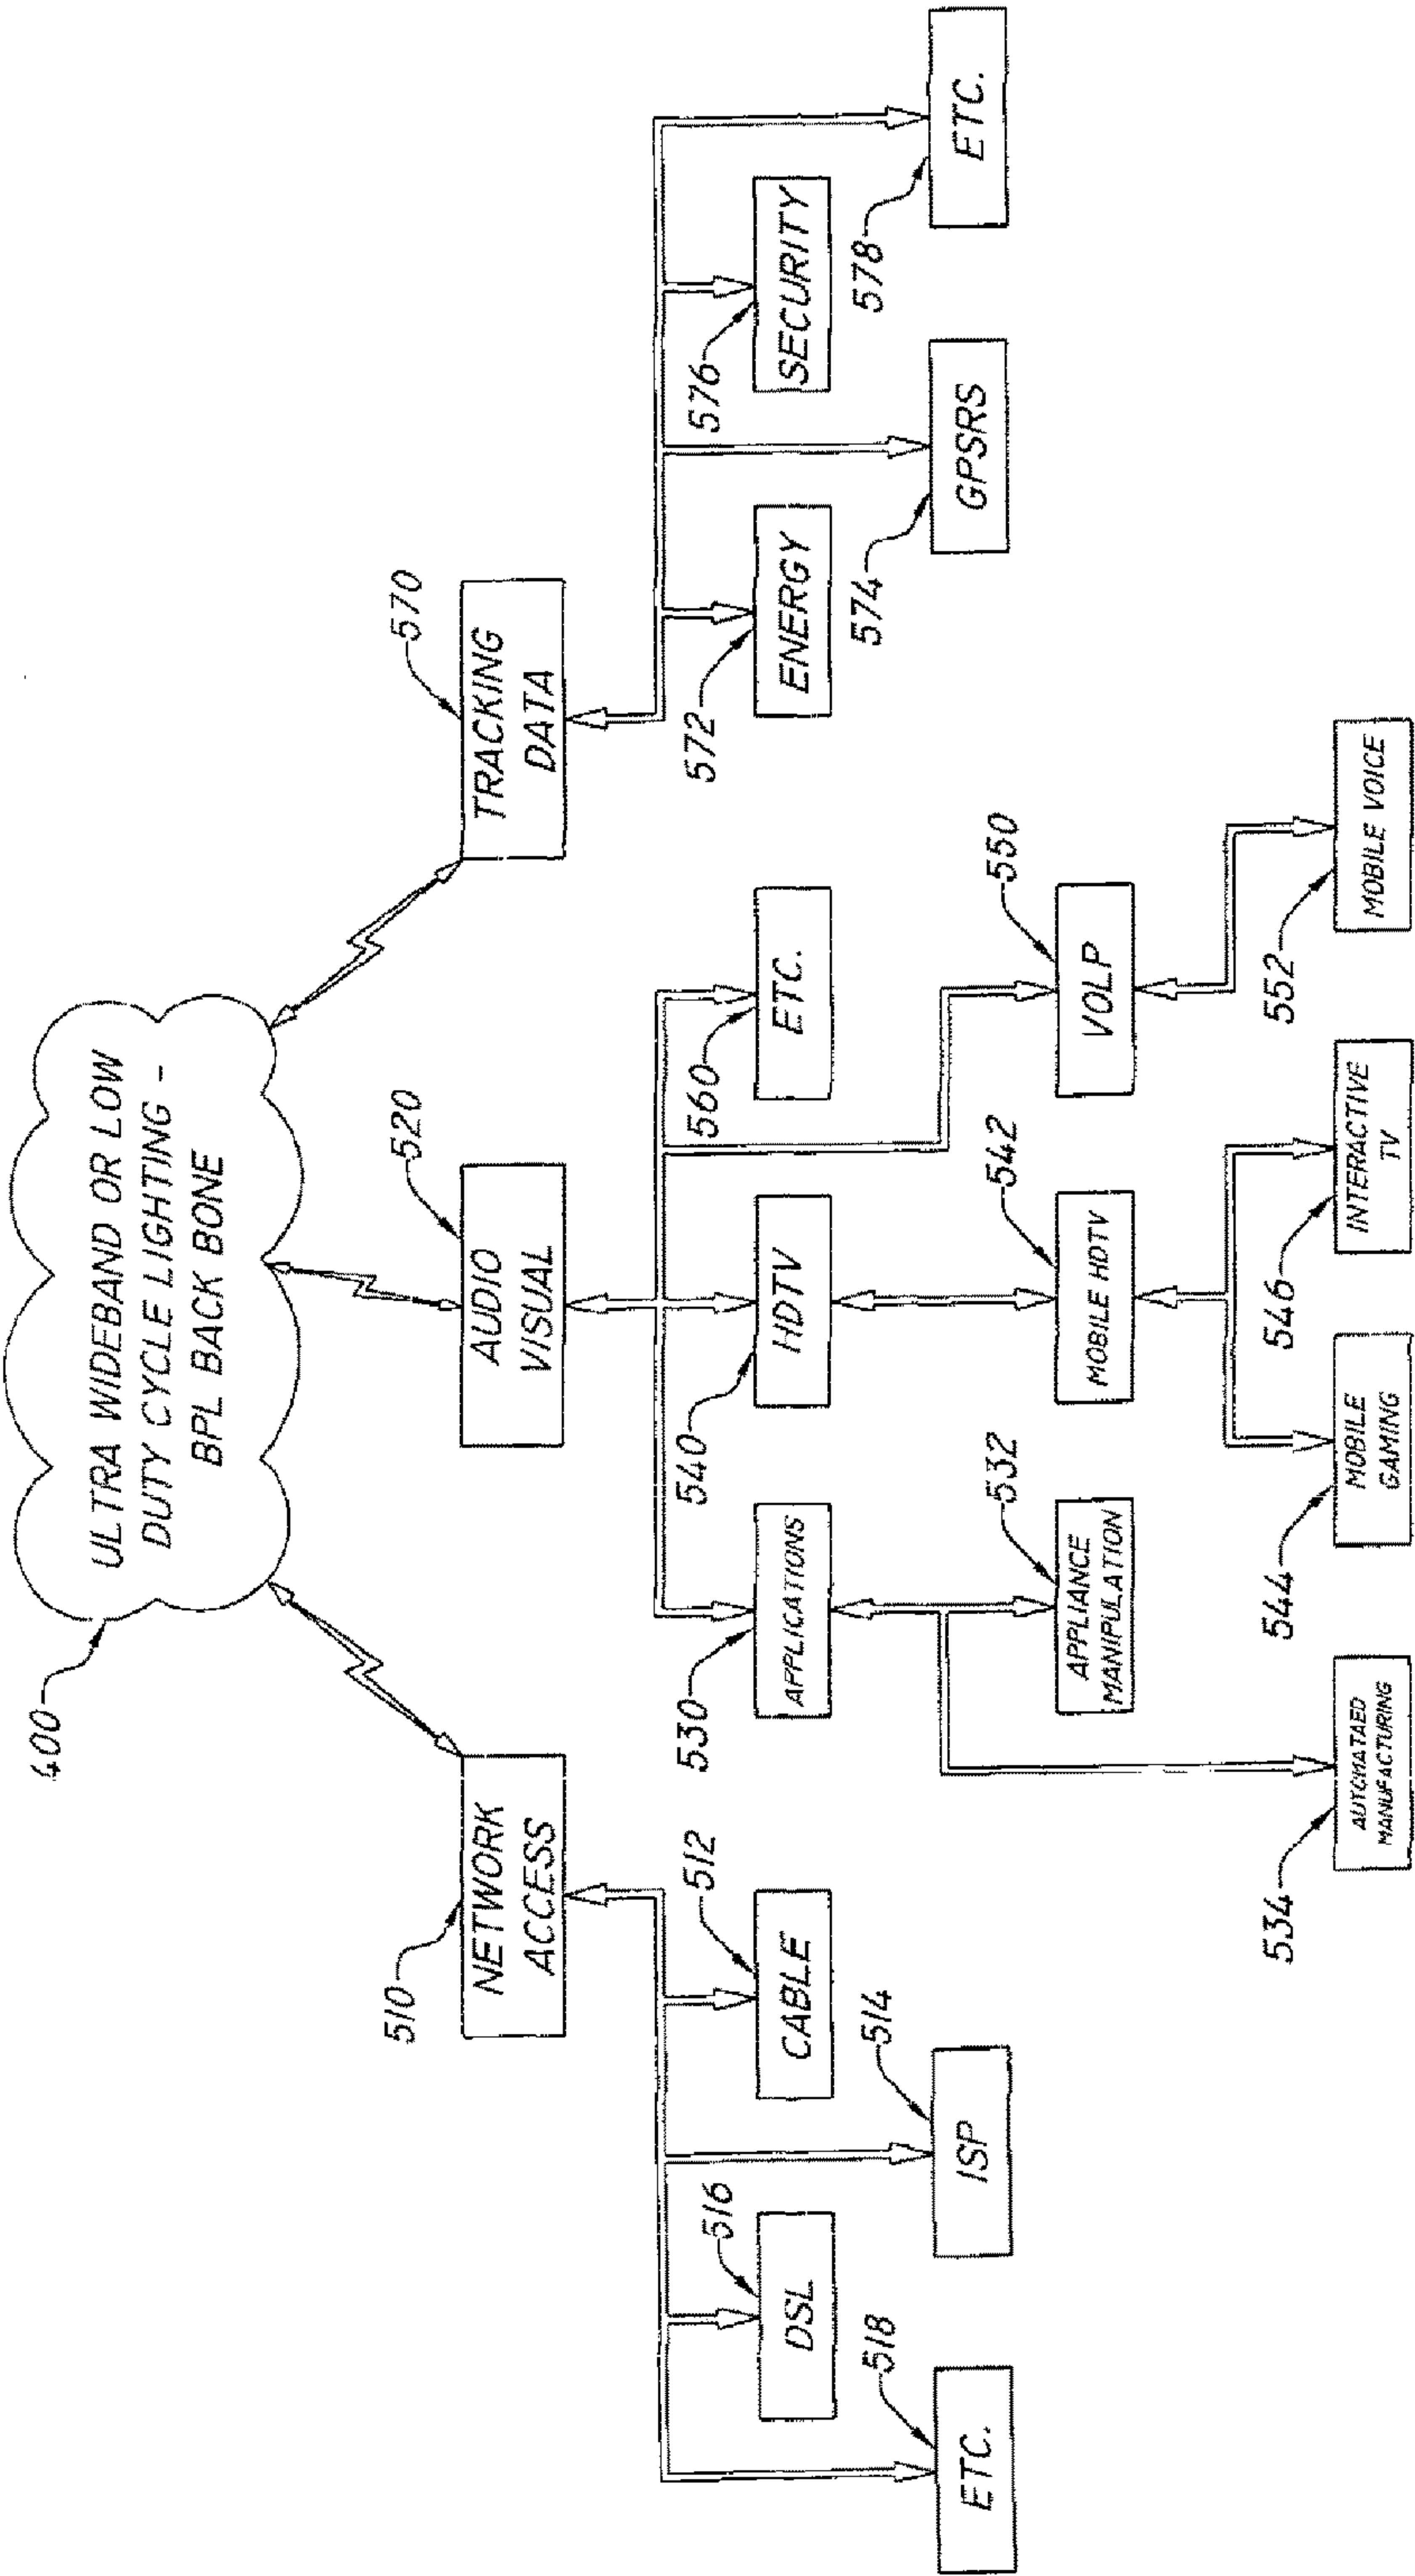 400
ULTRA WIDEBAND OR LOW
DUTY CYCLE LIGHTING -
BPL BACK BONE
510
NETWORK
ACCESS
520
AUDIO
VISUAL
570
TRACKING
DATA
518
ETC.
516
DSL
514
ISP
512
CABLE
530
APPLICATIONS
540
HDTV
560
ETC.
572
ENERGY
574
GPSRS
576
SECURITY
578
ETC.
532
APPLIANCE
MANIPULATION
542
MOBILE HDTV
550
VOLP
534
AUTOMATAED
MANUFACTURING
544
MOBILE
GAMING
546
INTERACTIVE
TV
552
MOBILE VOICE